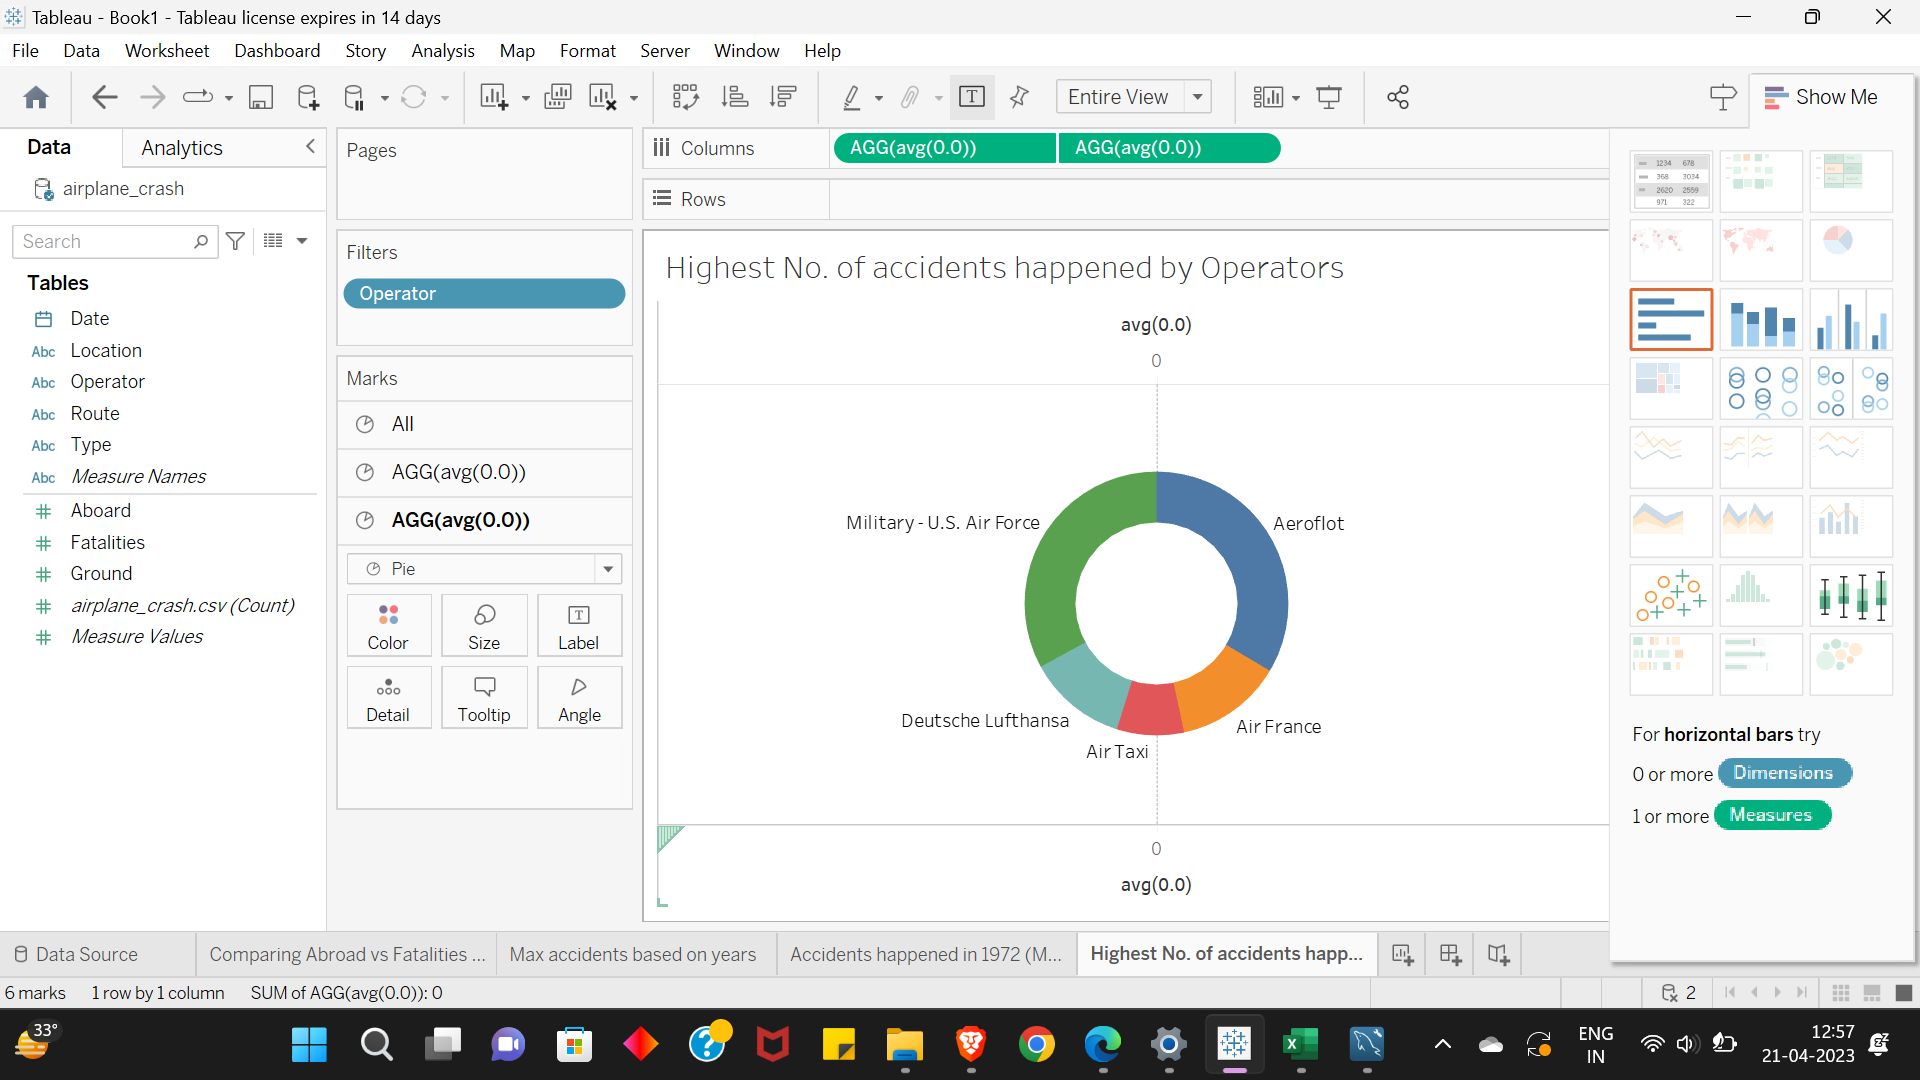 Tableau - Book1 - Tableau license expires in 14 days
File Data Worksheet Dashboard Story Analysis Map Format Server Window Help
Entire View
Show Me
Data
Analytics
airplane_crash
Search
Tables
Date
Abc Location
Abc Operator
Abc Route
Abc Type
Abc Measure Names
Aboard
Fatalities
Ground
airplane_crash.csv (Count)
Measure Values
Pages
Filters
Operator
Marks
All
AGG(avg(0.0))
AGG(avg(0.0))
Pie
Color Size Label
Detail Tooltip Angle
Columns AGG(avg(0.0)) AGG(avg(0.0))
Rows
Highest No. of accidents happened by Operators
avg(0.0)
0
Military - U.S. Air Force
Aeroflot
Deutsche Lufthansa
Air France
Air Taxi
0
avg(0.0)
1234 678
368 3034
2620 2559
971 322
For horizontal bars try
0 or more Dimensions
1 or more Measures
Data Source
Comparing Abroad vs Fatalities ...
Max accidents based on years
Accidents happened in 1972 (M...
Highest No. of accidents happ...
6 marks 1 row by 1 column SUM of AGG(avg(0.0)): 0
2
33°
ENG
IN
12:57
21-04-2023